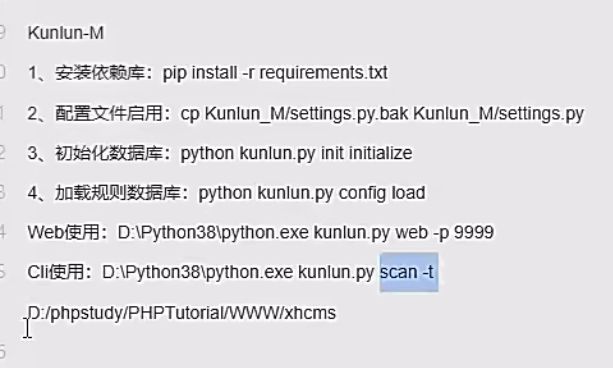 Kunlun-M
1、安装依赖库：pip install -r requirements.txt
2、配置文件启用：cp Kunlun_M/settings.py.bak Kunlun_M/settings.py
3、初始化数据库：python kunlun.py init initialize
4、加载规则数据库：python kunlun.py config load
Web使用：D:\Python38\python.exe kunlun.py web -p 9999
Cli使用：D:\Python38\python.exe kunlun.py scan -t
D:/phpstudy/PHPTutorial/WWW/xhcms